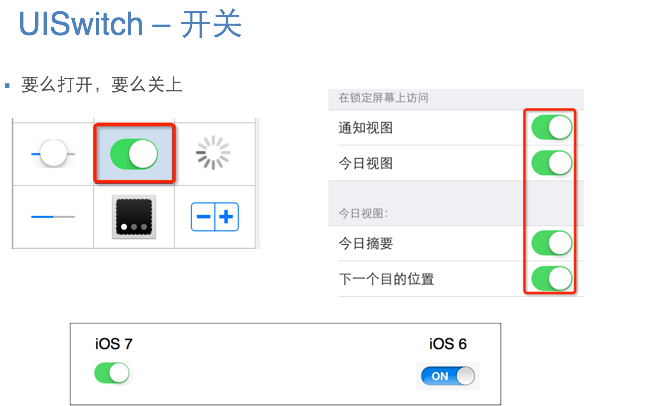 UISwitch – 开关
▪ 要么打开，要么关上
在锁定屏幕上访问
通知视图
今日视图
今日视图：
今日摘要
下一个目的位置
iOS 7
iOS 6
ON